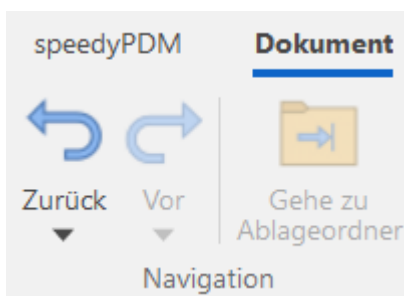 speedyPDM Dokument
Zurück Vor Gehe zu
Ablageordner
Navigation